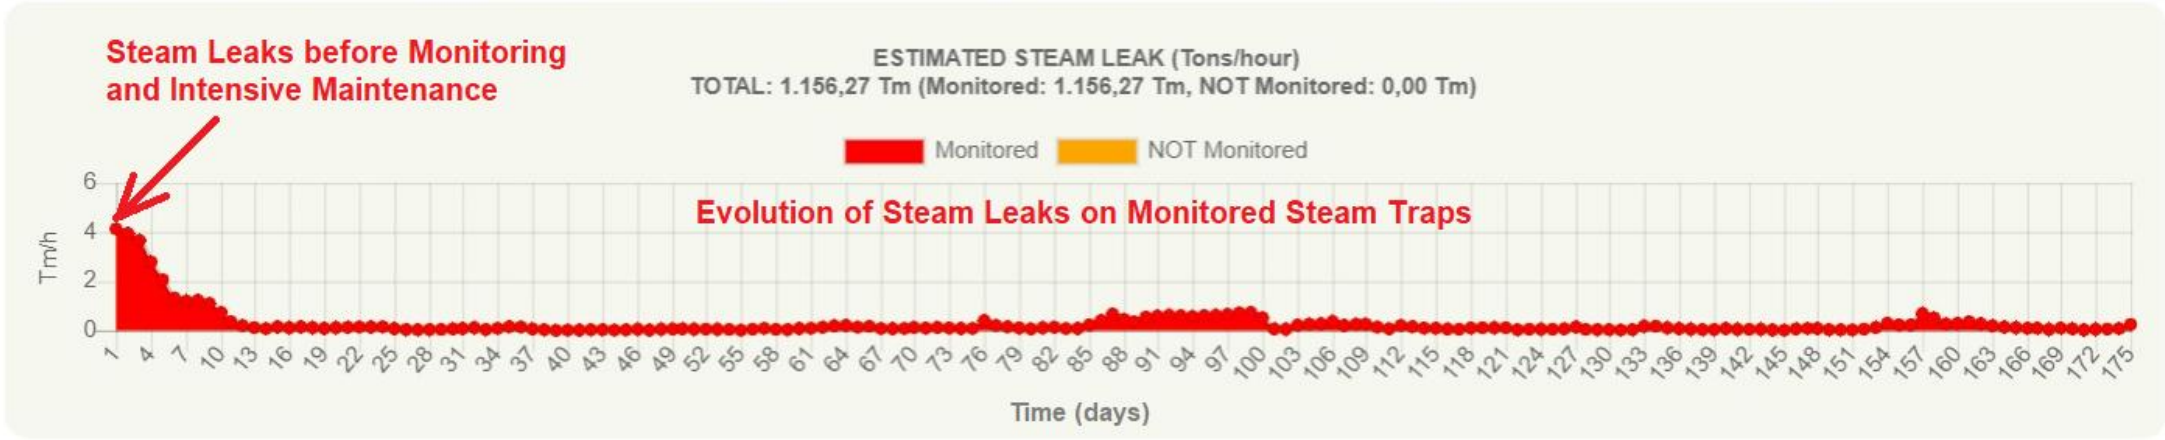 Steam Leaks before Monitoring
and Intensive Maintenance
ESTIMATED STEAM LEAK (Tons/hour)
TOTAL: 1.156,27 Tm (Monitored: 1.156,27 Tm, NOT Monitored: 0,00 Tm)
Monitored NOT Monitored
Evolution of Steam Leaks on Monitored Steam Traps
Tm/h
6
4
2
0
1 4 7 10 13 16 19 22 25 28 31 34 37 40 43 46 49 52 55 58 61 64 67 70 73 76 79 82 85 88 91 94 97 100 103 106 109 112 115 118 121 124 127 130 133 136 139 142 145 148 151 154 157 160 163 166 169 172 175
Time (days)